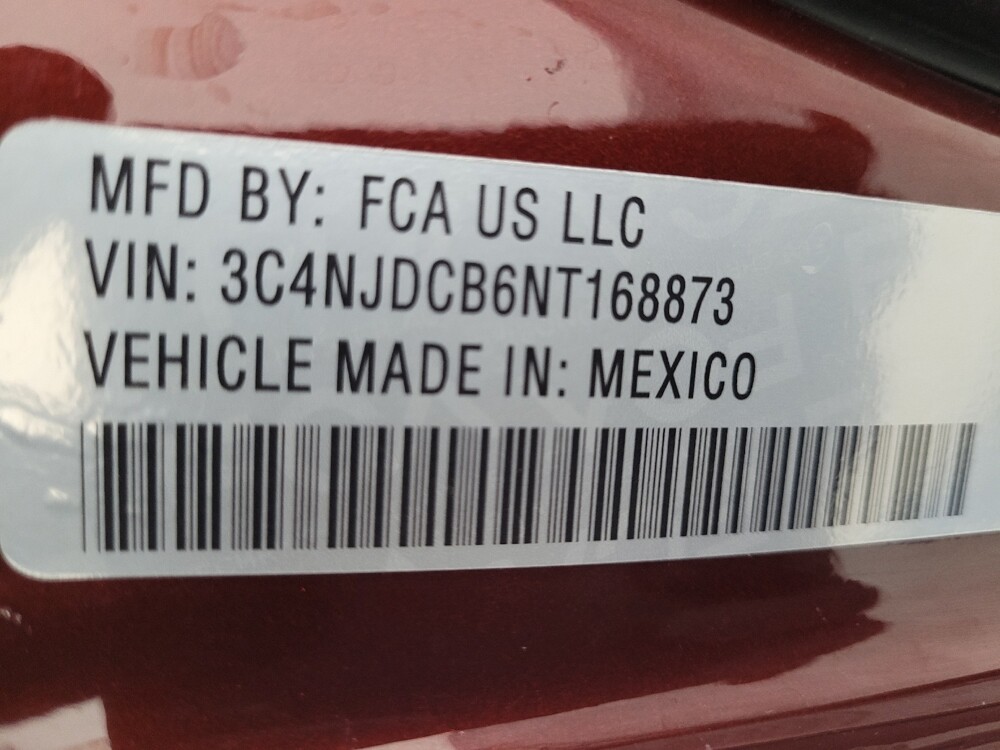 MFD BY: FCA US LLC
VIN: 3C4NJDCB6NT168873
VEHICLE MADE IN: MEXICO